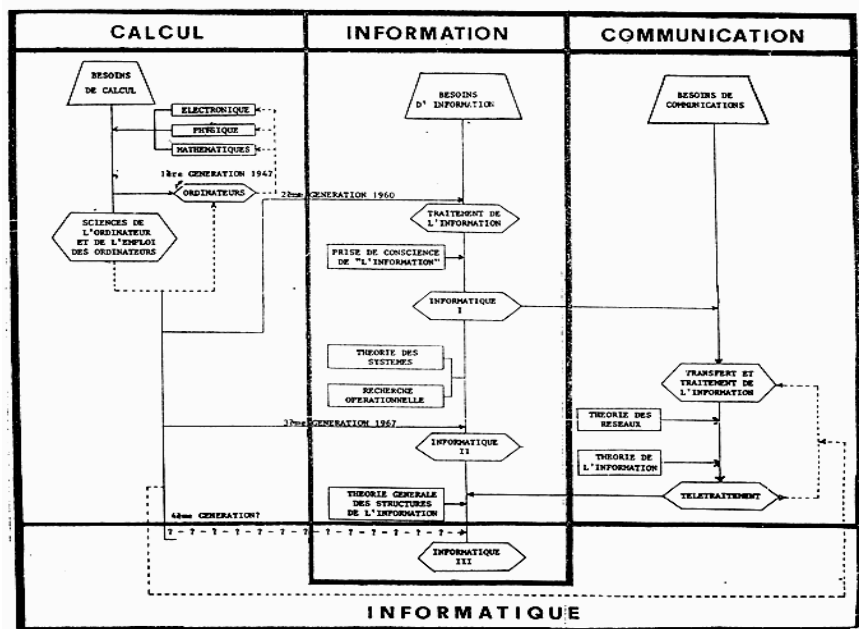 CALCUL
BESOINS
DE CALCUL
ELECTRONIQUE
PHYSIQUE
MATHEMATIQUES
1ère GENERATION 1947
ORDINATEURS
SCIENCES DE
L'ORDINATEUR
ET DE L'EMPLOI
DES ORDINATEURS
2ème GENERATION 1960
3ème GENERATION 1967
4ème GENERATION?
? - ? - ? - ? - ? - ? - ? - ? - ? - ? - ? - ? - ?
INFORMATION
BESOINS
D'INFORMATION
TRAITEMENT DE
L'INFORMATION
PRISE DE CONSCIENCE
DE "L'INFORMATION"
INFORMATIQUE
I
THEORIE DES
SYSTEMES
RECHERCHE
OPERATIONNELLE
INFORMATIQUE
II
THEORIE GENERALE
DES STRUCTURES
DE L'INFORMATION
INFORMATIQUE
III
COMMUNICATION
BESOINS DE
COMMUNICATIONS
TRANSFERT ET
TRAITEMENT DE
L'INFORMATION
THEORIE DES
RESEAUX
THEORIE DE
L'INFORMATION
TELETRAITEMENT
INFORMATIQUE